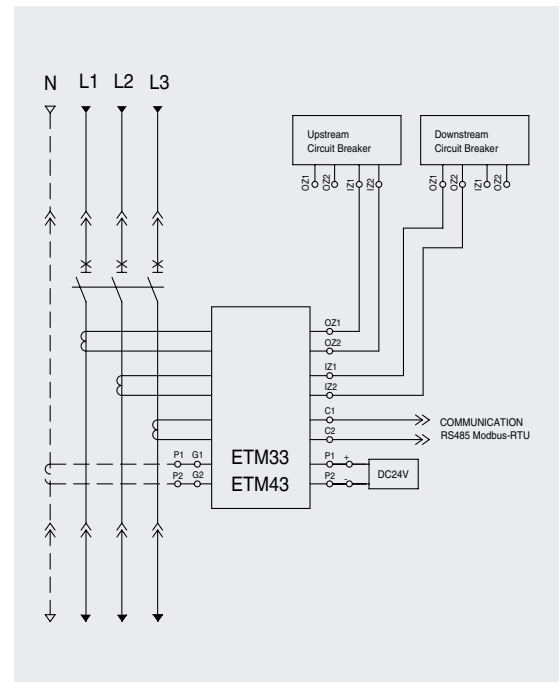 N L1 L2 L3
Upstream
Circuit Breaker
Downstream
Circuit Breaker
OZ1 OZ2 IZ1 IZ2
OZ1 OZ2 IZ1 OZ2
OZ1
OZ2
IZ1
IZ2
C1
C2
COMMUNICATION
RS485 Modbus-RTU
P1 G1
P2 G2
ETM33
ETM43
P1 +
P2 -
DC24V